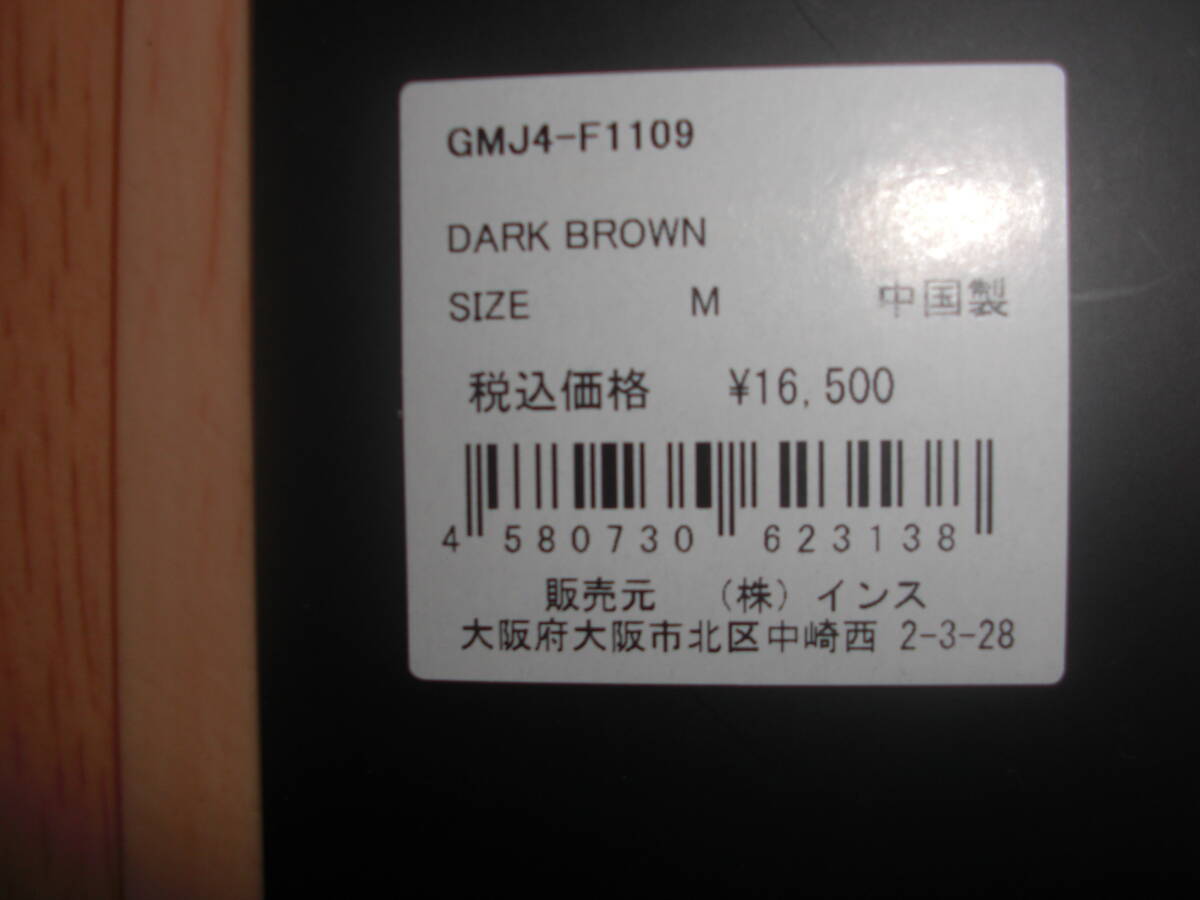 GMJ4-F1109
DARK BROWN
SIZE M 中国製
税込価格 ¥16,500
4 580730 623138
販売元 （株）インス
大阪府大阪市北区中崎西 2-3-28